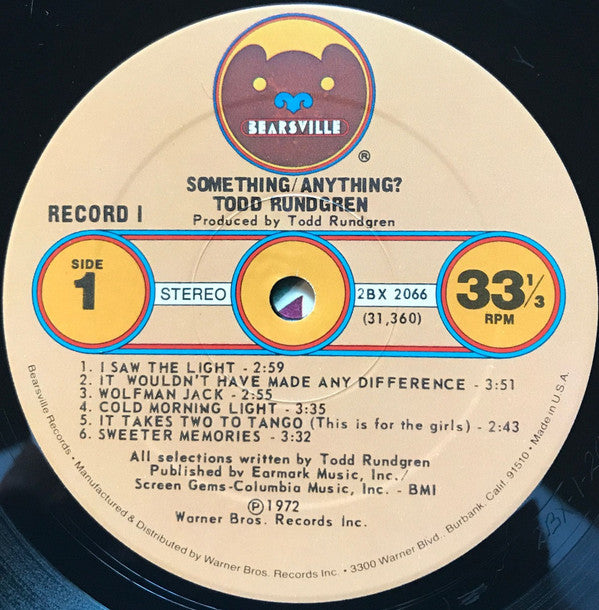 BEARSVILLE
®
SOMETHING/ANYTHING?
TODD RUNDGREN
RECORD 1
Produced by Todd Rundgren
SIDE
1
STEREO
2BX 2066
(31,360)
33 1/3
RPM
1. I SAW THE LIGHT - 2:59
2. IT WOULDN'T HAVE MADE ANY DIFFERENCE - 3:51
3. WOLFMAN JACK - 2:55
4. COLD MORNING LIGHT - 3:35
5. IT TAKES TWO TO TANGO (This is for the girls) - 2:43
6. SWEETER MEMORIES - 3:32
All selections written by Todd Rundgren
Published by Earmark Music, Inc./
Screen Gems-Columbia Music, Inc. - BMI
℗ 1972
Warner Bros. Records Inc.
Bearsville Records • Manufactured & Distributed by Warner Bros. Records Inc. • 3300 Warner Blvd., Burbank, Calif. 91510 • Made in U.S.A.